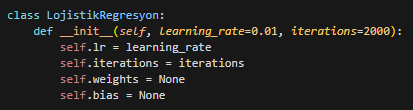 class LojistikRegresyon:
    def __init__(self, learning_rate=0.01, iterations=2000):
        self.lr = learning_rate
        self.iterations = iterations
        self.weights = None
        self.bias = None